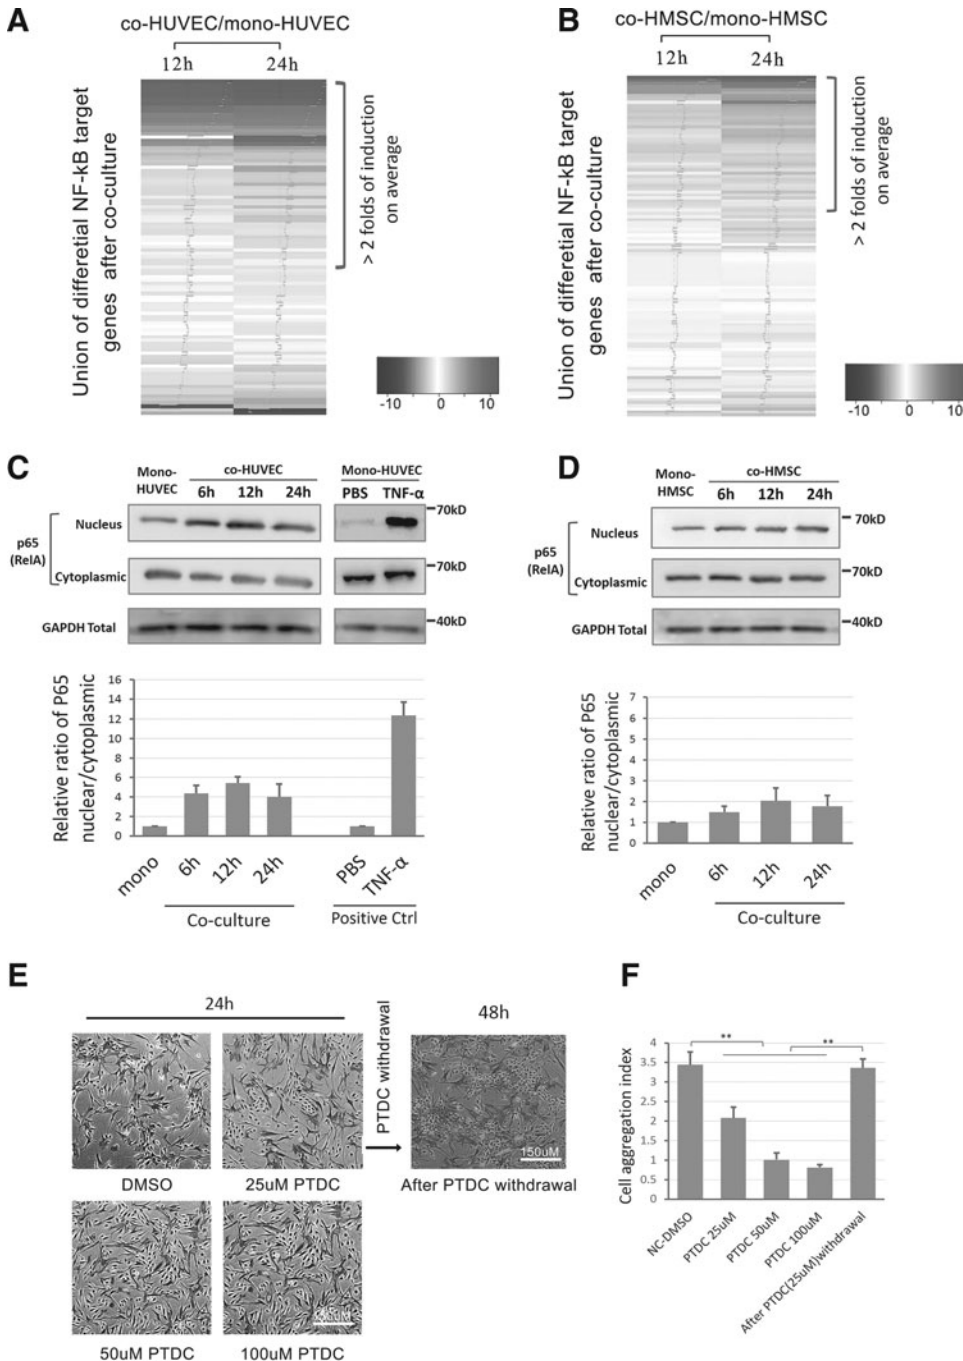 A
co-HUVEC/mono-HUVEC
12h 24h
Union of differetial NF-kB target
genes after co-culture
> 2 folds of induction
on average
-10 0 10
B
co-HMSC/mono-HMSC
12h 24h
Union of differetial NF-kB target
genes after co-culture
> 2 folds of induction
on average
-10 0 10
C
Mono-
HUVEC
co-HUVEC
6h 12h 24h
Mono-HUVEC
PBS TNF-α
p65
(RelA)
Nucleus
70kD
Cytoplasmic
70kD
GAPDH Total
40kD
Relative ratio of P65
nuclear/cytoplasmic
16
14
12
10
8
6
4
2
0
mono 6h 12h 24h PBS TNF-α
Co-culture Positive Ctrl
D
Mono-
HMSC
co-HMSC
6h 12h 24h
p65
(RelA)
Nucleus
70kD
Cytoplasmic
70kD
GAPDH Total
40kD
Relative ratio of P65
nuclear/cytoplasmic
7
6
5
4
3
2
1
0
mono 6h 12h 24h
Co-culture
E
24h
PTDC withdrawal
48h
150uM
DMSO 25uM PTDC After PTDC withdrawal
50uM PTDC 100uM PTDC
F
Cell aggregation index
4
3.5
3
2.5
2
1.5
1
0.5
0
** **
NC-DMSO
PTDC 25uM
PTDC 50uM
PTDC 100uM
After PTDC(25uM)withdrawal